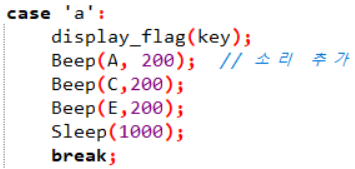 case 'a':
display_flag(key);
Beep(A, 200); // 소리 추가
Beep(C,200);
Beep(E,200);
Sleep(1000);
break;